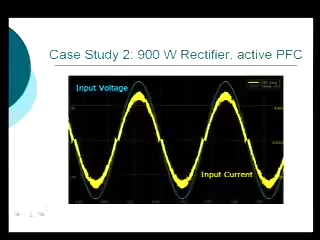 Case Study 2: 900 W Rectifier, active PFC
Input Voltage
Input Current